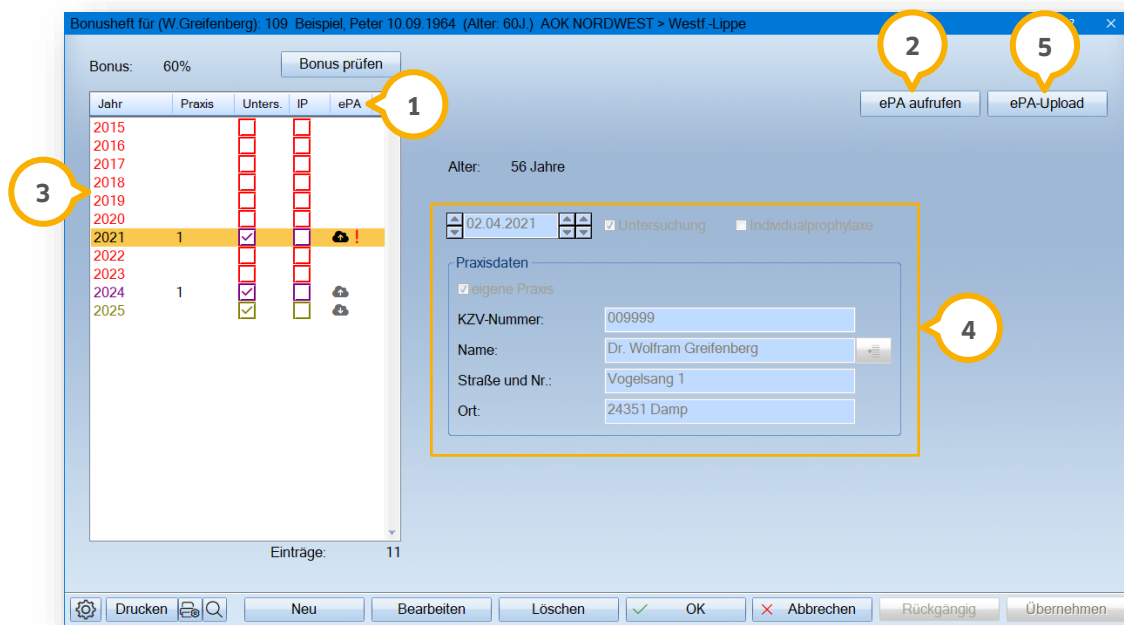 Bonusheft für (W.Greifenberg): 109 Beispiel, Peter 10.09.1964 (Alter: 60J.) AOK NORDWEST > Westf.-Lippe
Bonus: 60% Bonus prüfen
2
5
ePA aufrufen ePA-Upload
Jahr Praxis Unters. IP ePA
1
2015
2016
2017
2018
2019
2020
2021 1 !
2022
2023
2024 1
2025
3
Alter: 56 Jahre
02.04.2021 Untersuchung Individualprophylaxe
Praxisdaten
eigene Praxis
KZV-Nummer: 009999
Name: Dr. Wolfram Greifenberg
Straße und Nr.: Vogelsang 1
Ort: 24351 Damp
4
Einträge: 11
Drucken Neu Bearbeiten Löschen OK Abbrechen Rückgängig Übernehmen